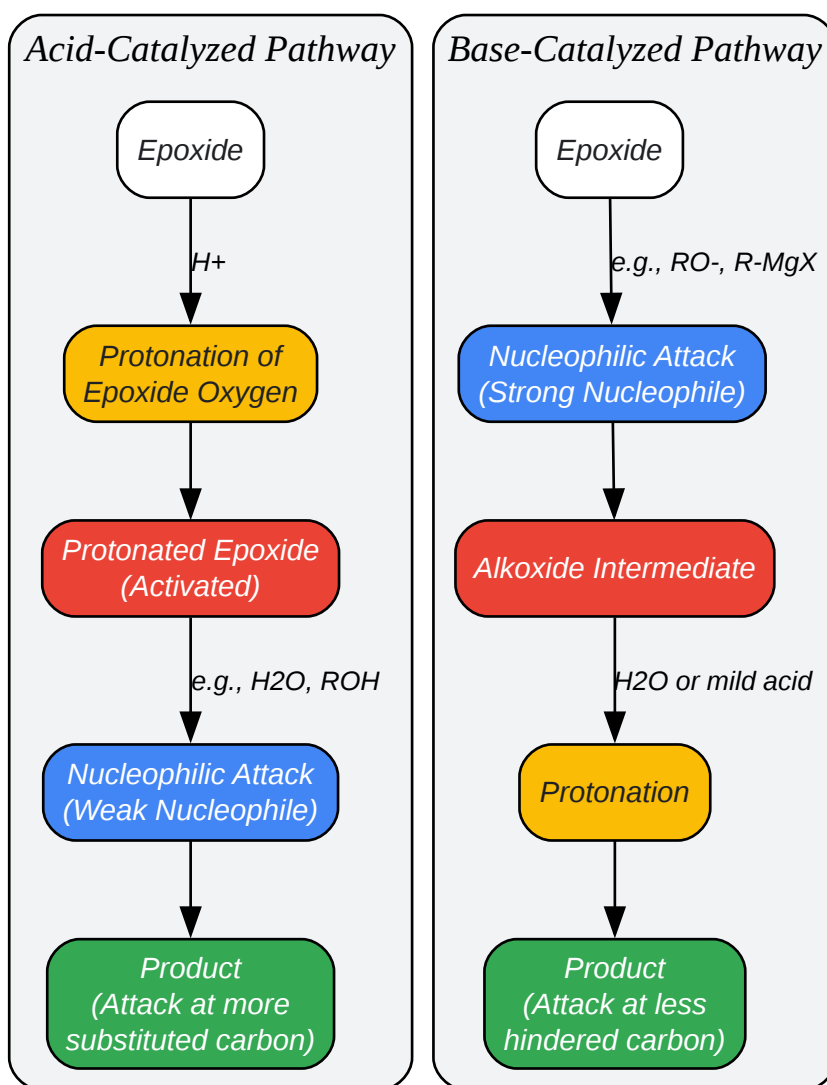 Acid-Catalyzed Pathway
Epoxide
H+
Protonation of
Epoxide Oxygen
Protonated Epoxide
(Activated)
e.g., H2O, ROH
Nucleophilic Attack
(Weak Nucleophile)
Product
(Attack at more
substituted carbon)
Base-Catalyzed Pathway
Epoxide
e.g., RO-, R-MgX
Nucleophilic Attack
(Strong Nucleophile)
Alkoxide Intermediate
H2O or mild acid
Protonation
Product
(Attack at less
hindered carbon)